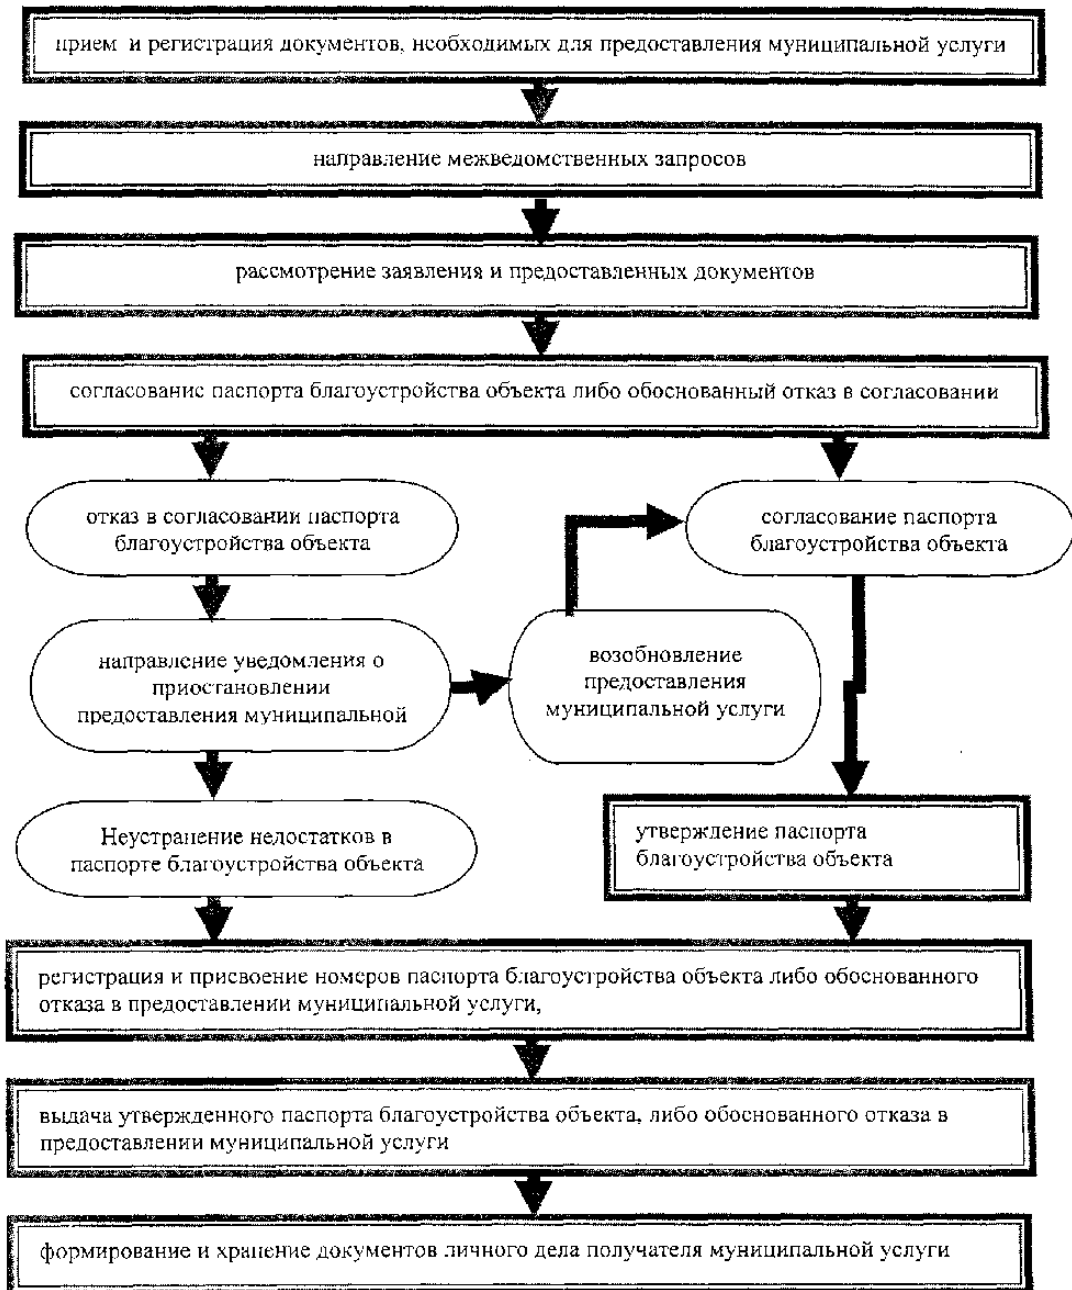 прием и регистрация документов, необходимых для предоставления муниципальной услуги
направление межведомственных запросов
рассмотрение заявления и предоставленных документов
согласование паспорта благоустройства объекта либо обоснованный отказ в согласовании
отказ в согласовании паспорта
благоустройства объекта
согласование паспорта
благоустройства объекта
направление уведомления о
приостановлении
предоставления муниципальной
возобновление
предоставления
муниципальной услуги
Неустранение недостатков в
паспорте благоустройства объекта
утверждение паспорта
благоустройства объекта
регистрация и присвоение номеров паспорта благоустройства объекта либо обоснованного
отказа в предоставлении муниципальной услуги,
выдача утвержденного паспорта благоустройства объекта, либо обоснованного отказа в
предоставлении муниципальной услуги
формирование и хранение документов личного дела получателя муниципальной услуги